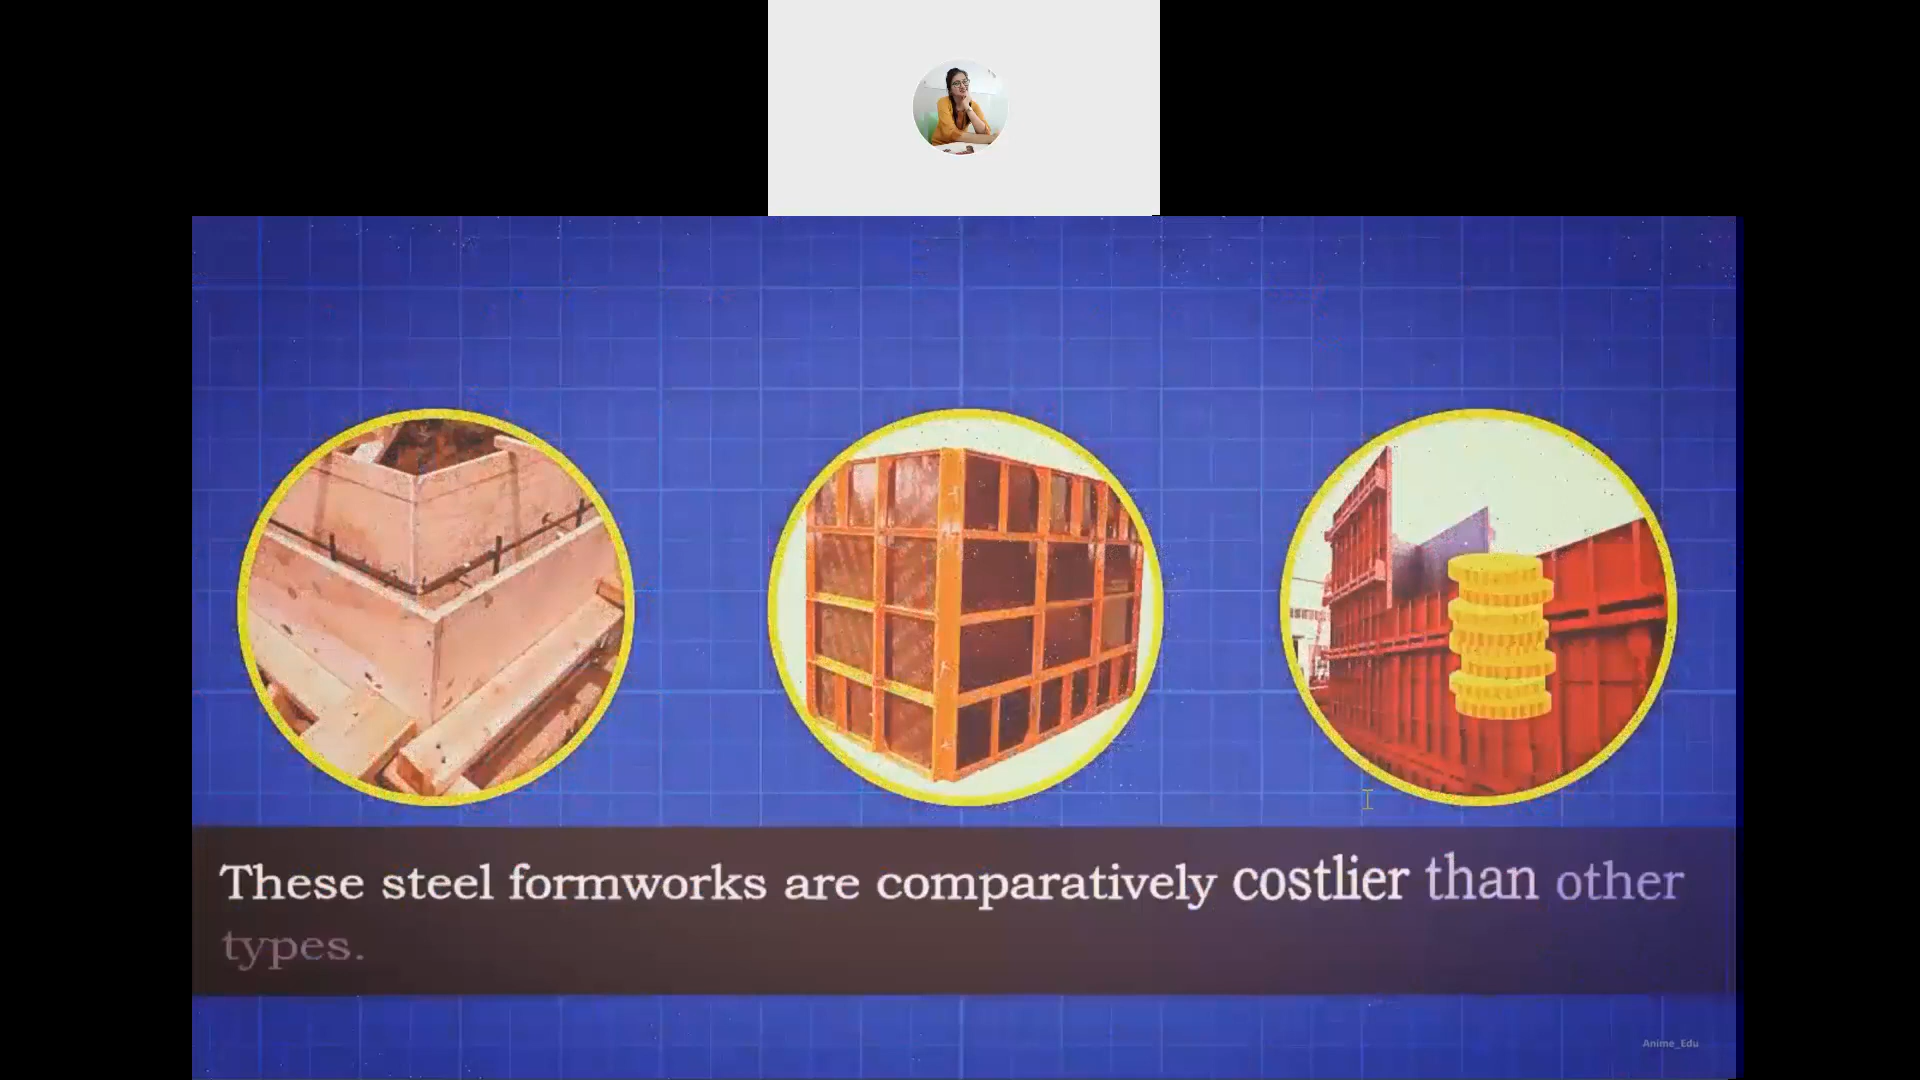 These steel formworks are comparatively costlier than other
types.
Anime_Edu